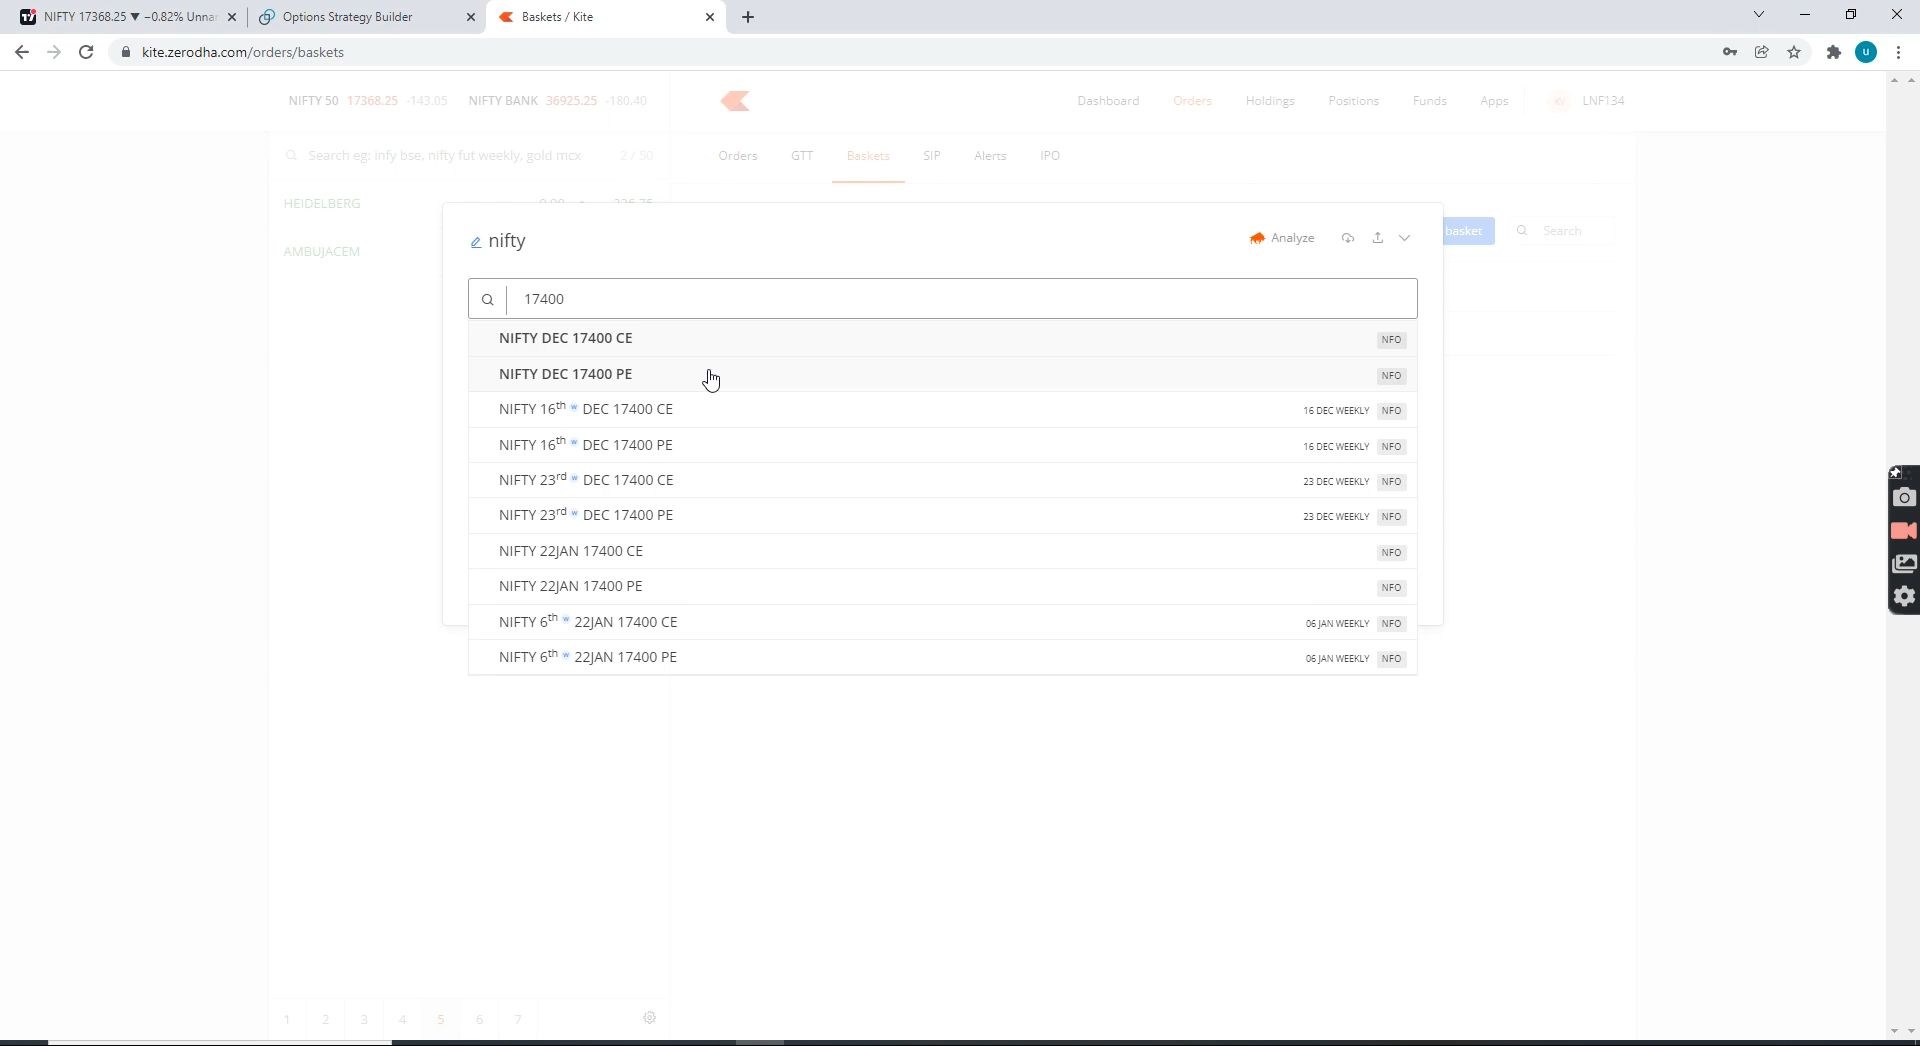 NIFTY 17368.25 ▼ −0.82% Unnar
Options Strategy Builder
Baskets / Kite
kite.zerodha.com/orders/baskets
u
NIFTY 50 17368.25 -143.05 NIFTY BANK 36925.25 -180.40
Dashboard Orders Holdings Positions Funds Apps KV LNF134
Search eg: infy bse, nifty fut weekly, gold mcx 2 / 50
Orders GTT Baskets SIP Alerts IPO
HEIDELBERG
AMBUJACEM
basket Search
nifty Analyze
17400
NIFTY DEC 17400 CE NFO
NIFTY DEC 17400 PE NFO
NIFTY 16th w DEC 17400 CE 16 DEC WEEKLY NFO
NIFTY 16th w DEC 17400 PE 16 DEC WEEKLY NFO
NIFTY 23rd w DEC 17400 CE 23 DEC WEEKLY NFO
NIFTY 23rd w DEC 17400 PE 23 DEC WEEKLY NFO
NIFTY 22JAN 17400 CE NFO
NIFTY 22JAN 17400 PE NFO
NIFTY 6th w 22JAN 17400 CE 06 JAN WEEKLY NFO
NIFTY 6th w 22JAN 17400 PE 06 JAN WEEKLY NFO
1 2 3 4 5 6 7